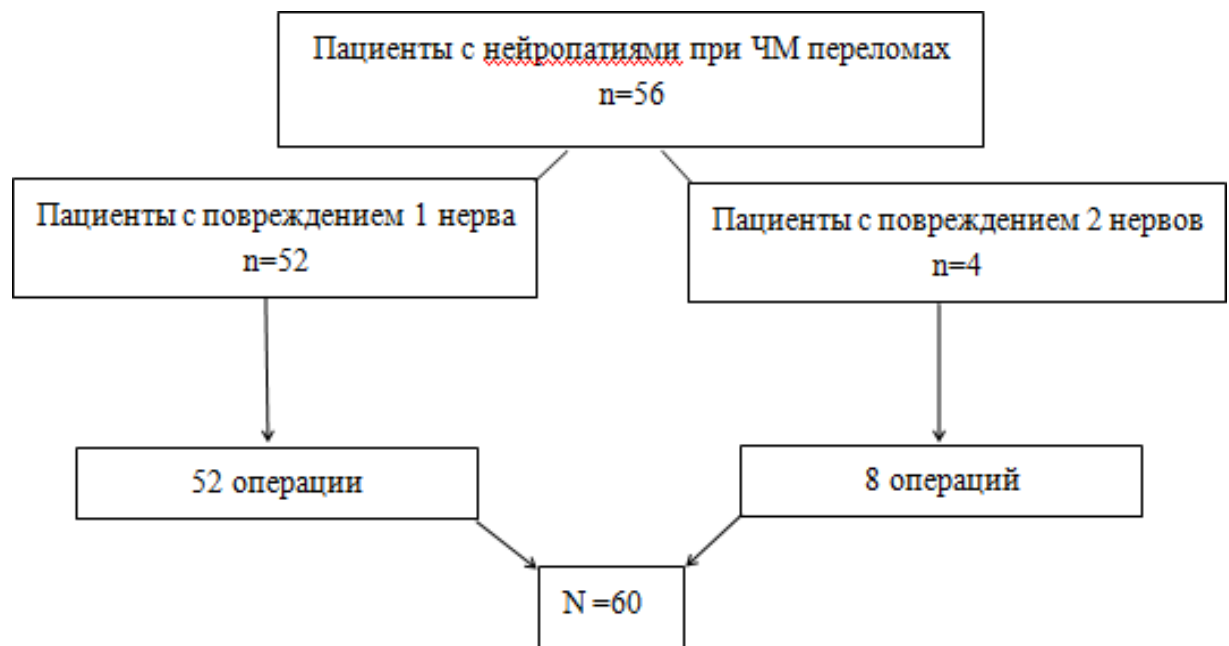 Пациенты с нейропатиями при ЧМ переломах
n=56
Пациенты с повреждением 1 нерва
n=52
Пациенты с повреждением 2 нервов
n=4
52 операции
8 операций
N =60